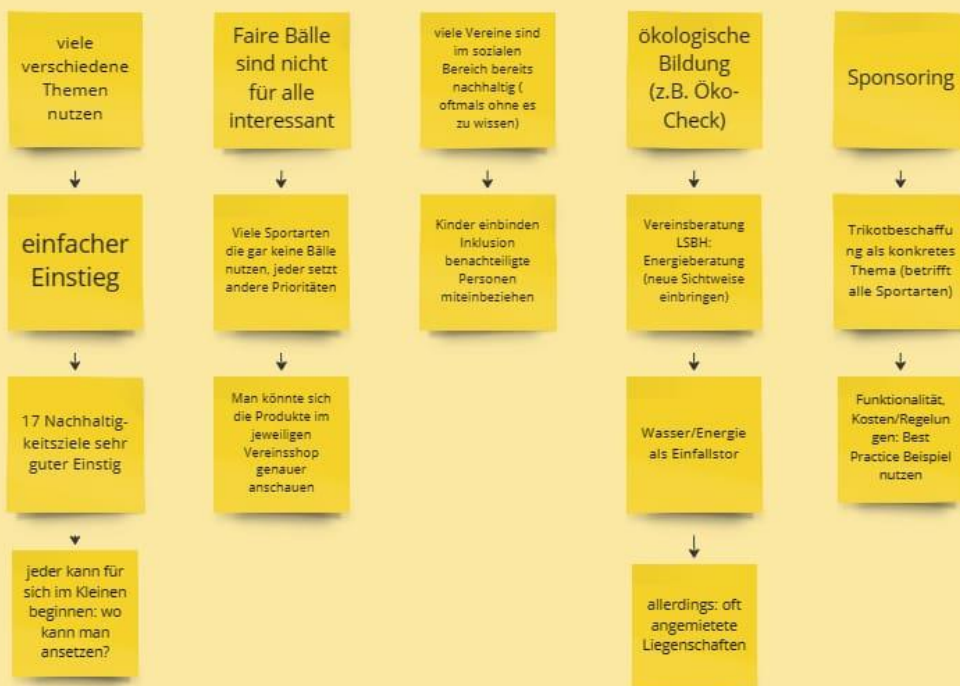 viele
verschiedene
Themen
nutzen
einfacher
Einstieg
17 Nachhaltig-
keitsziele sehr
guter Einstig
jeder kann für
sich im Kleinen
beginnen: wo
kann man
ansetzen?
Faire Bälle
sind nicht
für alle
interessant
Viele Sportarten
die gar keine Bälle
nutzen, jeder setzt
andere Prioritäten
Man könnte sich
die Produkte im
jeweiligen
Vereinsshop
genauer
anschauen
viele Vereine sind
im sozialen
Bereich bereits
nachhaltig (
oftmals ohne es
zu wissen)
Kinder einbinden
Inklusion
benachteiligte
Personen
miteinbeziehen
ökologische
Bildung
(z.B. Öko-
Check)
Vereinsberatung
LSBH:
Energieberatung
(neue Sichtweise
einbringen)
Wasser/Energie
als Einfallstor
allerdings: oft
angemietete
Liegenschaften
Sponsoring
Trikotbeschaffu
ng als konkretes
Thema (betrifft
alle Sportarten)
Funktionalität,
Kosten/Regelun
gen: Best
Practice Beispiel
nutzen